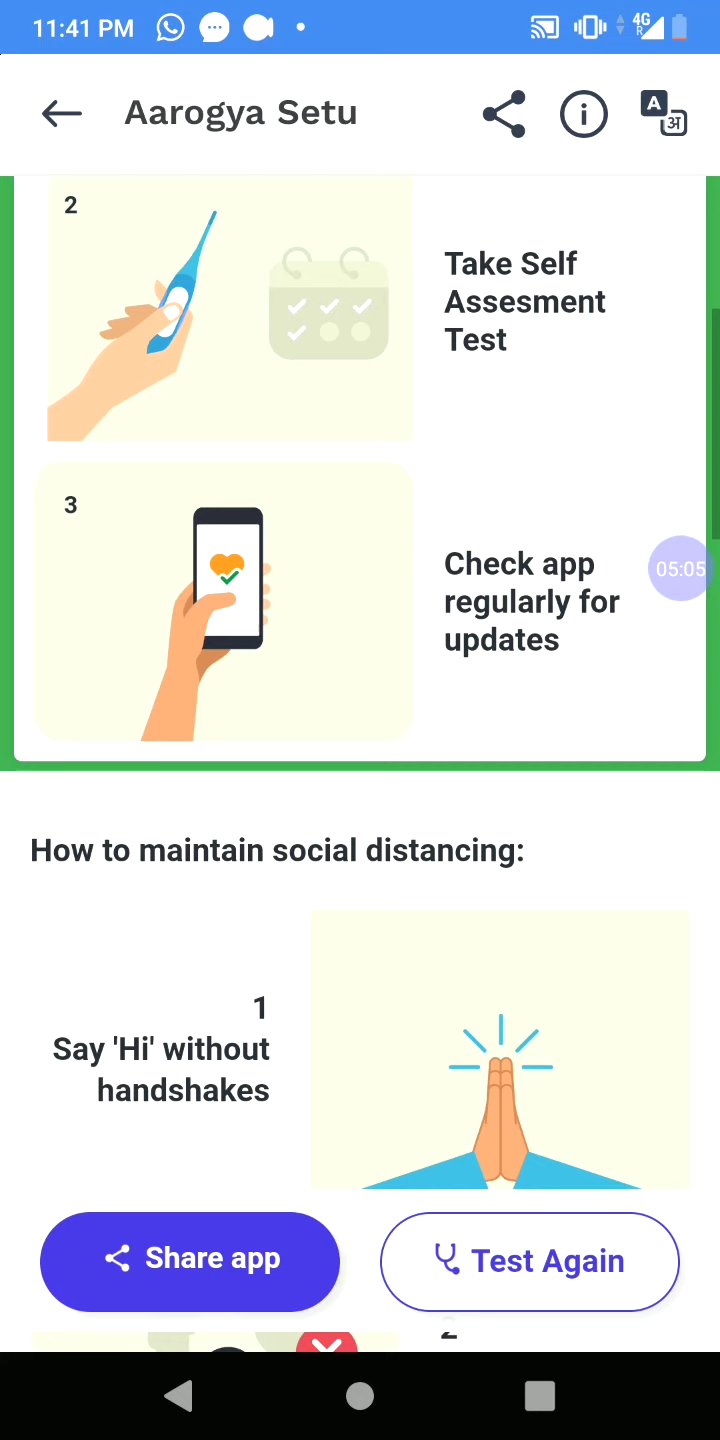 11:41 PM
4G
R
Aarogya Setu
A
अ
2
Take Self
Assesment
Test
3
Check app
regularly for
updates
05:05
How to maintain social distancing:
1
Say 'Hi' without
handshakes
Share app
Test Again
2